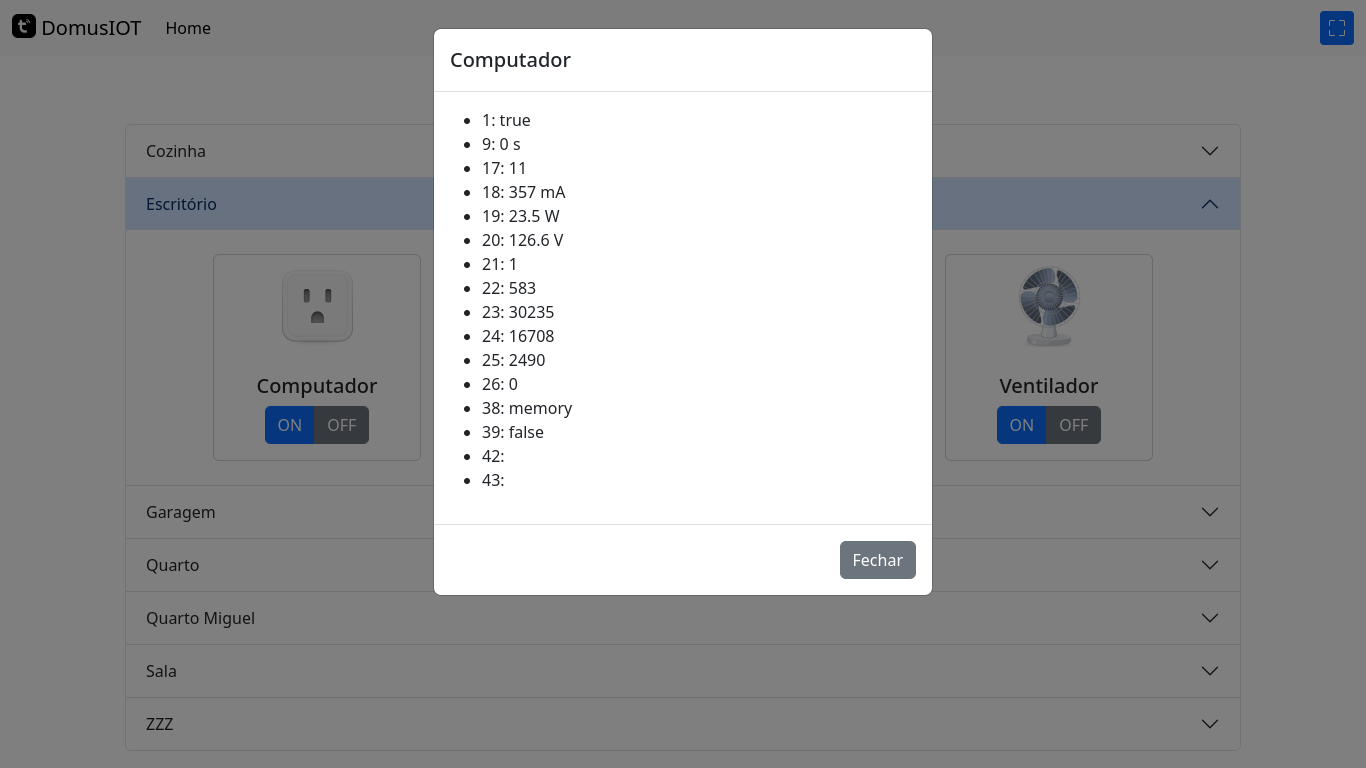 DomusIOT Home
Computador
1: true
9: 0 s
17: 11
18: 357 mA
19: 23.5 W
20: 126.6 V
21: 1
22: 583
23: 30235
24: 16708
25: 2490
26: 0
38: memory
39: false
42:
43:
Fechar
Cozinha
Escritório
Computador
ON OFF
Ventilador
ON OFF
Garagem
Quarto
Quarto Miguel
Sala
ZZZ